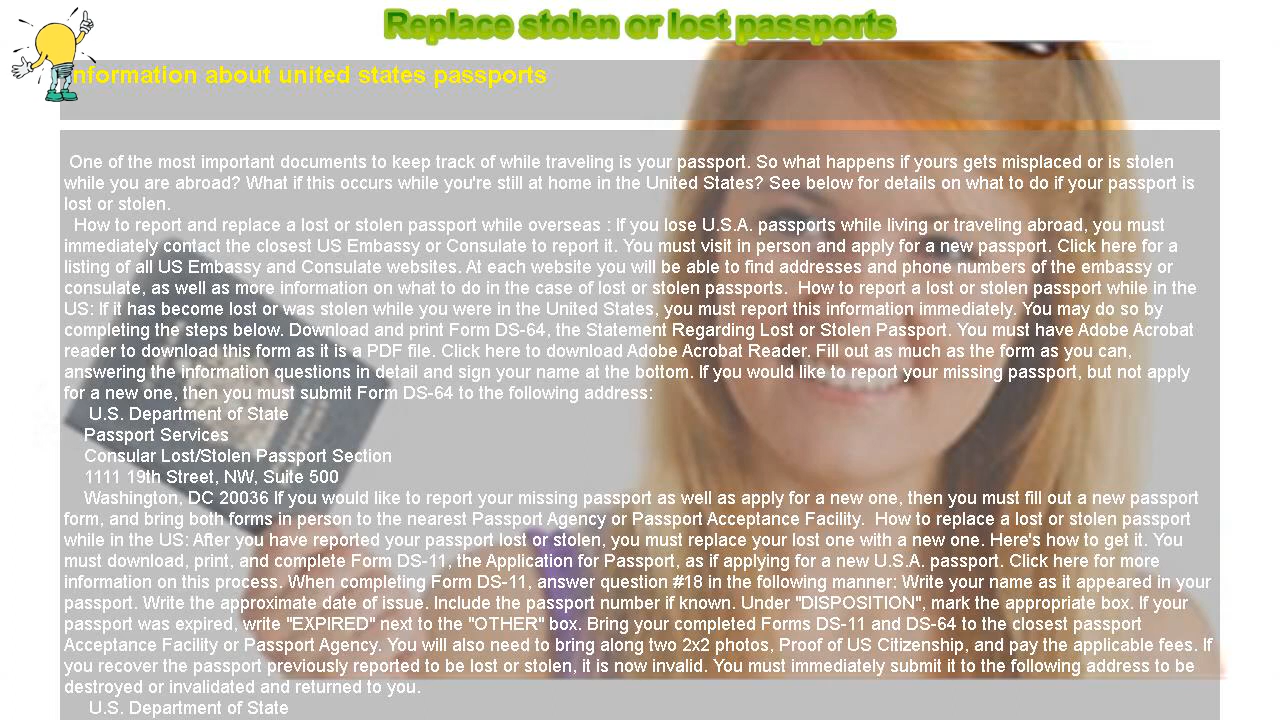 Replace stolen or lost passports
Information about united states passports
One of the most important documents to keep track of while traveling is your passport. So what happens if yours gets misplaced or is stolen
while you are abroad? What if this occurs while you're still at home in the United States? See below for details on what to do if your passport is
lost or stolen.
How to report and replace a lost or stolen passport while overseas : If you lose U.S.A. passports while living or traveling abroad, you must
immediately contact the closest US Embassy or Consulate to report it. You must visit in person and apply for a new passport. Click here for a
listing of all US Embassy and Consulate websites. At each website you will be able to find addresses and phone numbers of the embassy or
consulate, as well as more information on what to do in the case of lost or stolen passports.  How to report a lost or stolen passport while in the
US: If it has become lost or was stolen while you were in the United States, you must report this information immediately. You may do so by
completing the steps below. Download and print Form DS-64, the Statement Regarding Lost or Stolen Passport. You must have Adobe Acrobat
reader to download this form as it is a PDF file. Click here to download Adobe Acrobat Reader. Fill out as much as the form as you can,
answering the information questions in detail and sign your name at the bottom. If you would like to report your missing passport, but not apply
for a new one, then you must submit Form DS-64 to the following address:
U.S. Department of State
Passport Services
Consular Lost/Stolen Passport Section
1111 19th Street, NW, Suite 500
Washington, DC 20036 If you would like to report your missing passport as well as apply for a new one, then you must fill out a new passport
form, and bring both forms in person to the nearest Passport Agency or Passport Acceptance Facility.  How to replace a lost or stolen passport
while in the US: After you have reported your passport lost or stolen, you must replace your lost one with a new one. Here's how to get it. You
must download, print, and complete Form DS-11, the Application for Passport, as if applying for a new U.S.A. passport. Click here for more
information on this process. When completing Form DS-11, answer question #18 in the following manner: Write your name as it appeared in your
passport. Write the approximate date of issue. Include the passport number if known. Under "DISPOSITION", mark the appropriate box. If your
passport was expired, write "EXPIRED" next to the "OTHER" box. Bring your completed Forms DS-11 and DS-64 to the closest passport
Acceptance Facility or Passport Agency. You will also need to bring along two 2x2 photos, Proof of US Citizenship, and pay the applicable fees. If
you recover the passport previously reported to be lost or stolen, it is now invalid. You must immediately submit it to the following address to be
destroyed or invalidated and returned to you.
U.S. Department of State